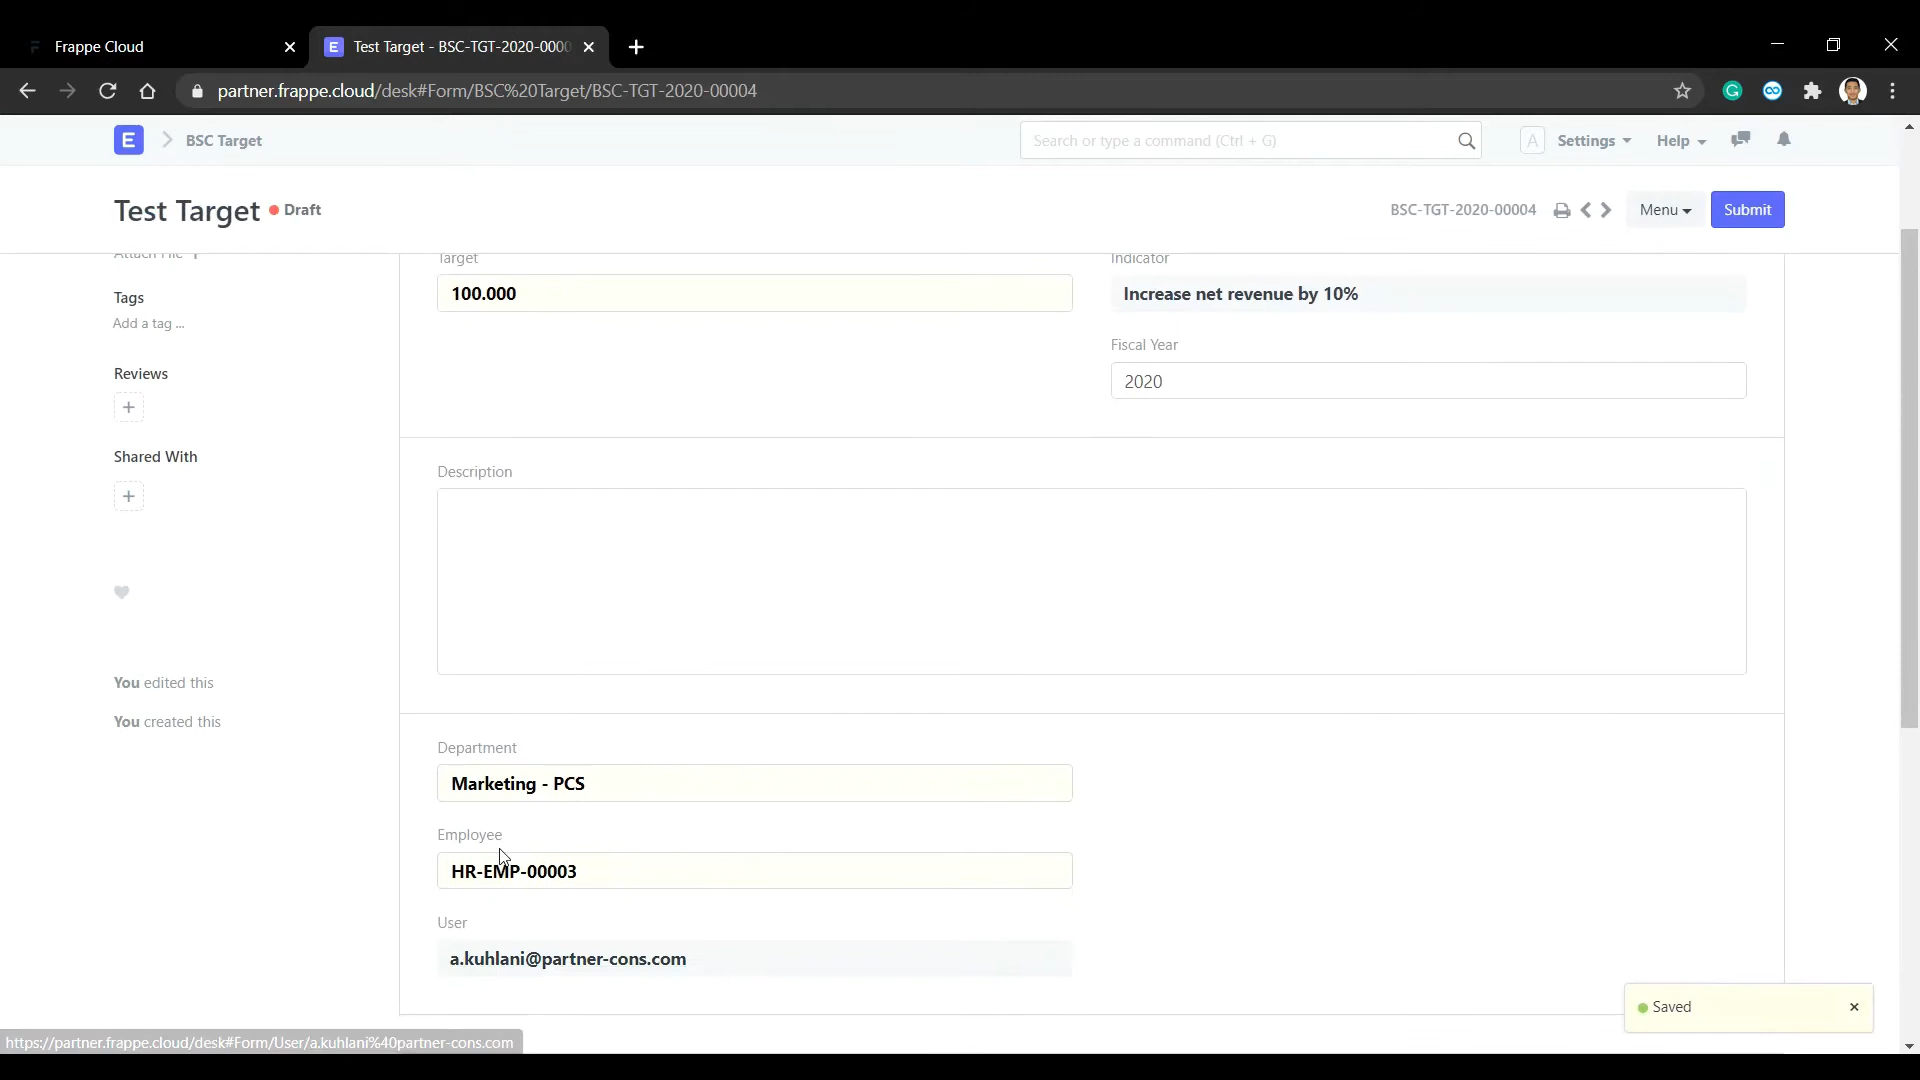 Frappe Cloud
E Test Target - BSC-TGT-2020-0000
partner.frappe.cloud/desk#Form/BSC%20Target/BSC-TGT-2020-00004
E BSC Target
Search or type a command (Ctrl + G)
A Settings Help
Test Target Draft
BSC-TGT-2020-00004
Menu
Submit
Attach File +
Target
Indicator
100.000
Increase net revenue by 10%
Tags
Add a tag ...
Fiscal Year
2020
Reviews
+
Shared With
+
Description
You edited this
You created this
Department
Marketing - PCS
Employee
HR-EMP-00003
User
a.kuhlani@partner-cons.com
Saved
https://partner.frappe.cloud/desk#Form/User/a.kuhlani%40partner-cons.com